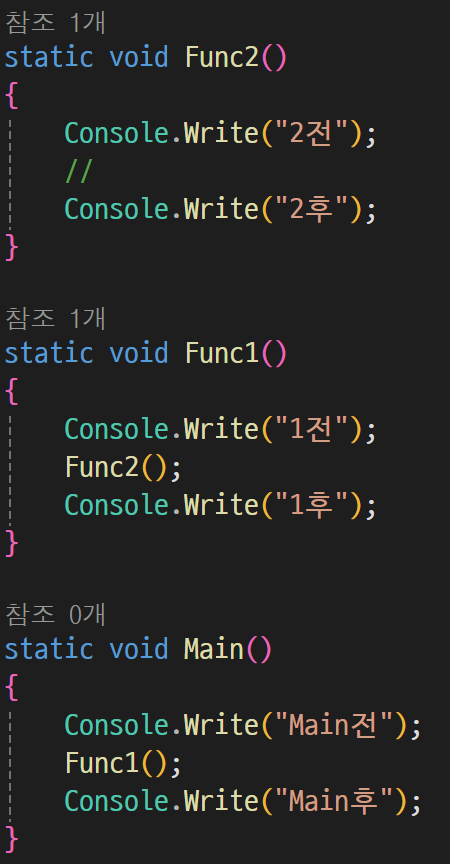 참조 1개
static void Func2()
{
    Console.Write("2전");
    //
    Console.Write("2후");
}
참조 1개
static void Func1()
{
    Console.Write("1전");
    Func2();
    Console.Write("1후");
}
참조 0개
static void Main()
{
    Console.Write("Main전");
    Func1();
    Console.Write("Main후");
}